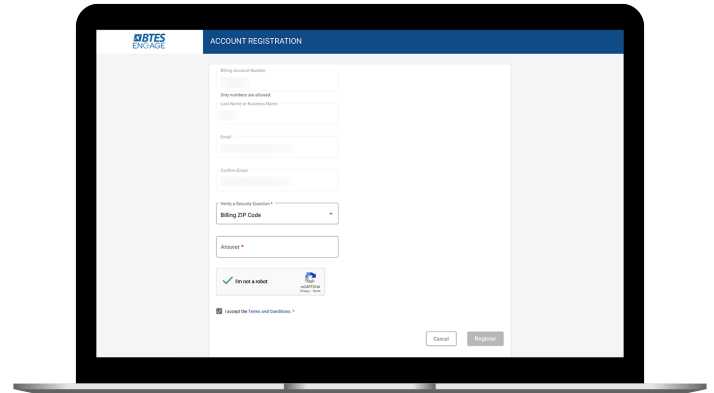 BTES
ENGAGE
ACCOUNT REGISTRATION
Billing Account Number
Only numbers are allowed.
Last Name or Business Name
Email
Confirm Email
Verify a Security Question *
Billing ZIP Code
Answer *
I'm not a robot
reCAPTCHA
Privacy - Terms
I accept the Terms and Conditions. *
Cancel
Register